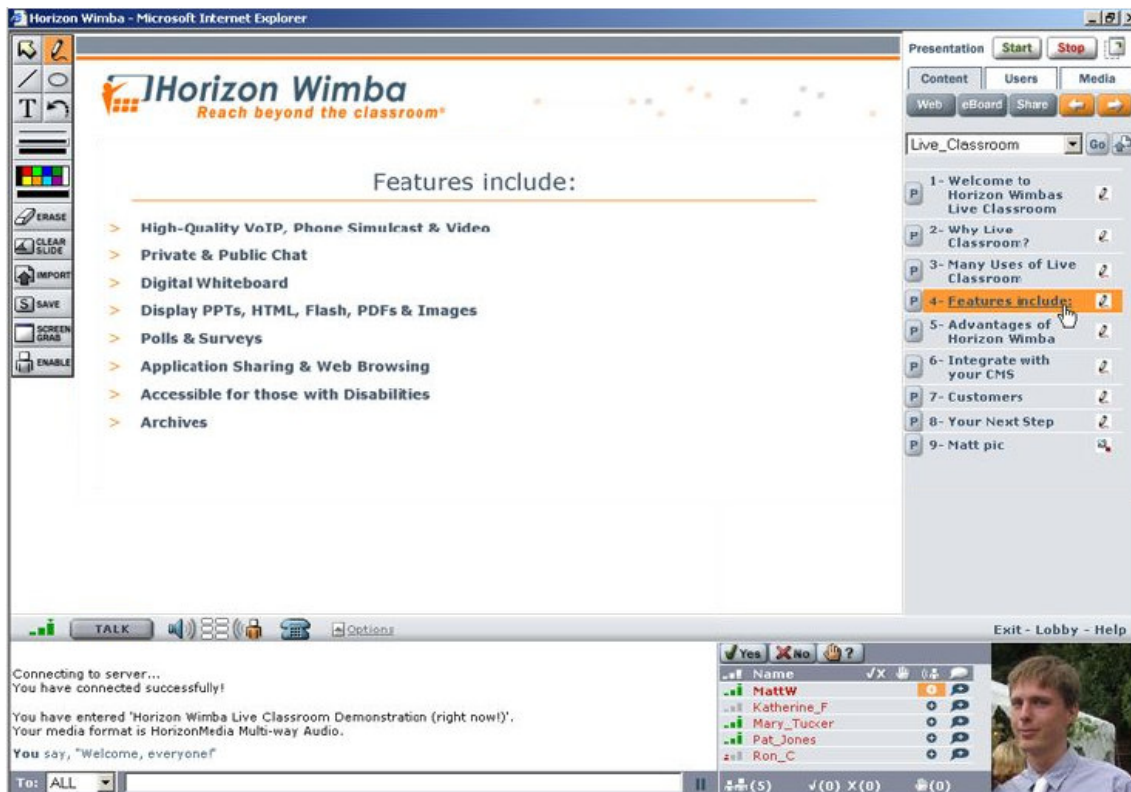 Horizon Wimba - Microsoft Internet Explorer
T
ERASE
CLEAR
SLIDE
IMPORT
S SAVE
SCREEN
GRAB
ENABLE
Horizon Wimba
Reach beyond the classroom®
Features include:
> High-Quality VoIP, Phone Simulcast & Video
> Private & Public Chat
> Digital Whiteboard
> Display PPTs, HTML, Flash, PDFs & Images
> Polls & Surveys
> Application Sharing & Web Browsing
> Accessible for those with Disabilities
> Archives
Presentation Start Stop
Content Users Media
Web eBoard Share
Live_Classroom Go
P 1- Welcome to
Horizon Wimbas
Live Classroom
P 2- Why Live
Classroom?
P 3- Many Uses of Live
Classroom
P 4- Features include:
P 5- Advantages of
Horizon Wimba
P 6- Integrate with
your CMS
P 7- Customers
P 8- Your Next Step
P 9- Matt pic
TALK Options Exit - Lobby - Help
Connecting to server...
You have connected successfully!
You have entered 'Horizon Wimba Live Classroom Demonstration (right now!)'.
Your media format is HorizonMedia Multi-way Audio.
You say, "Welcome, everyone!"
To: ALL
Yes No ?
Name √X
MattW
Katherine_F
Mary_Tucker
Pat_Jones
Ron_C
(5) √(0) X(0) (0)